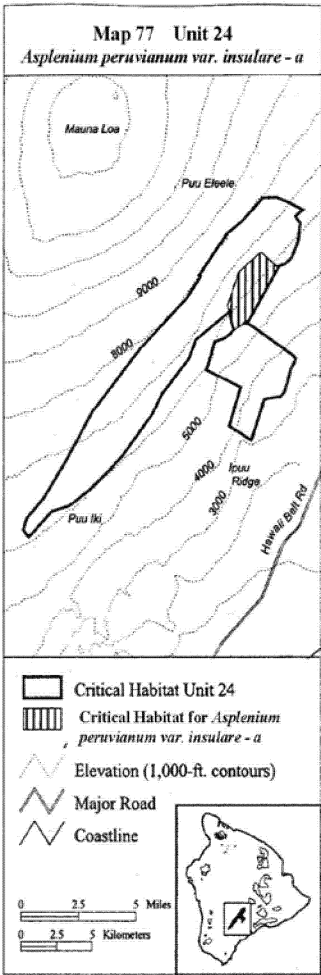 Map 77 Unit 24
Asplenium peruvianum var. insulare - a
Mauna Loa
Puu Eleele
9000
8000
5000
4000
3000
Ipuu
Ridge
Puu Iki
Hawaii Belt Rd
Critical Habitat Unit 24
Critical Habitat for Asplenium
peruvianum var. insulare - a
Elevation (1,000-ft. contours)
Major Road
Coastline
0 2.5 5 Miles
0 2.5 5 Kilometers